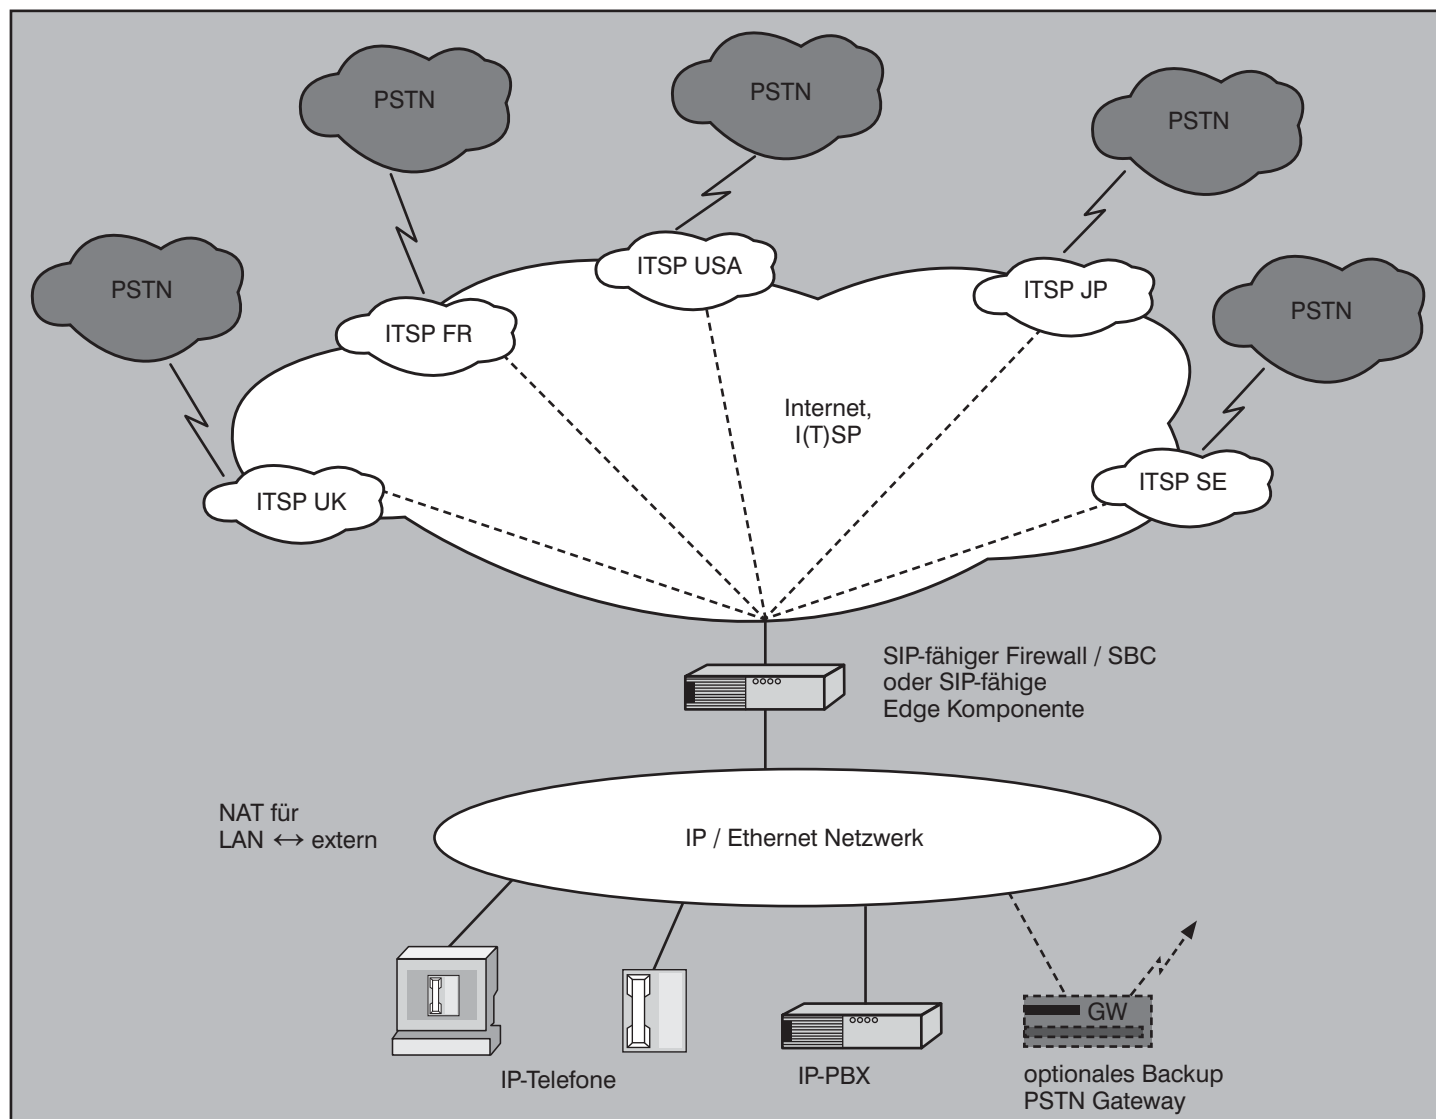 PSTN
PSTN
PSTN
PSTN
PSTN
ITSP USA
ITSP JP
ITSP FR
Internet,
I(T)SP
ITSP UK
ITSP SE
SIP-fähiger Firewall / SBC
oder SIP-fähige
Edge Komponente
NAT für
LAN ↔ extern
IP / Ethernet Netzwerk
GW
IP-Telefone
IP-PBX
optionales Backup
PSTN Gateway